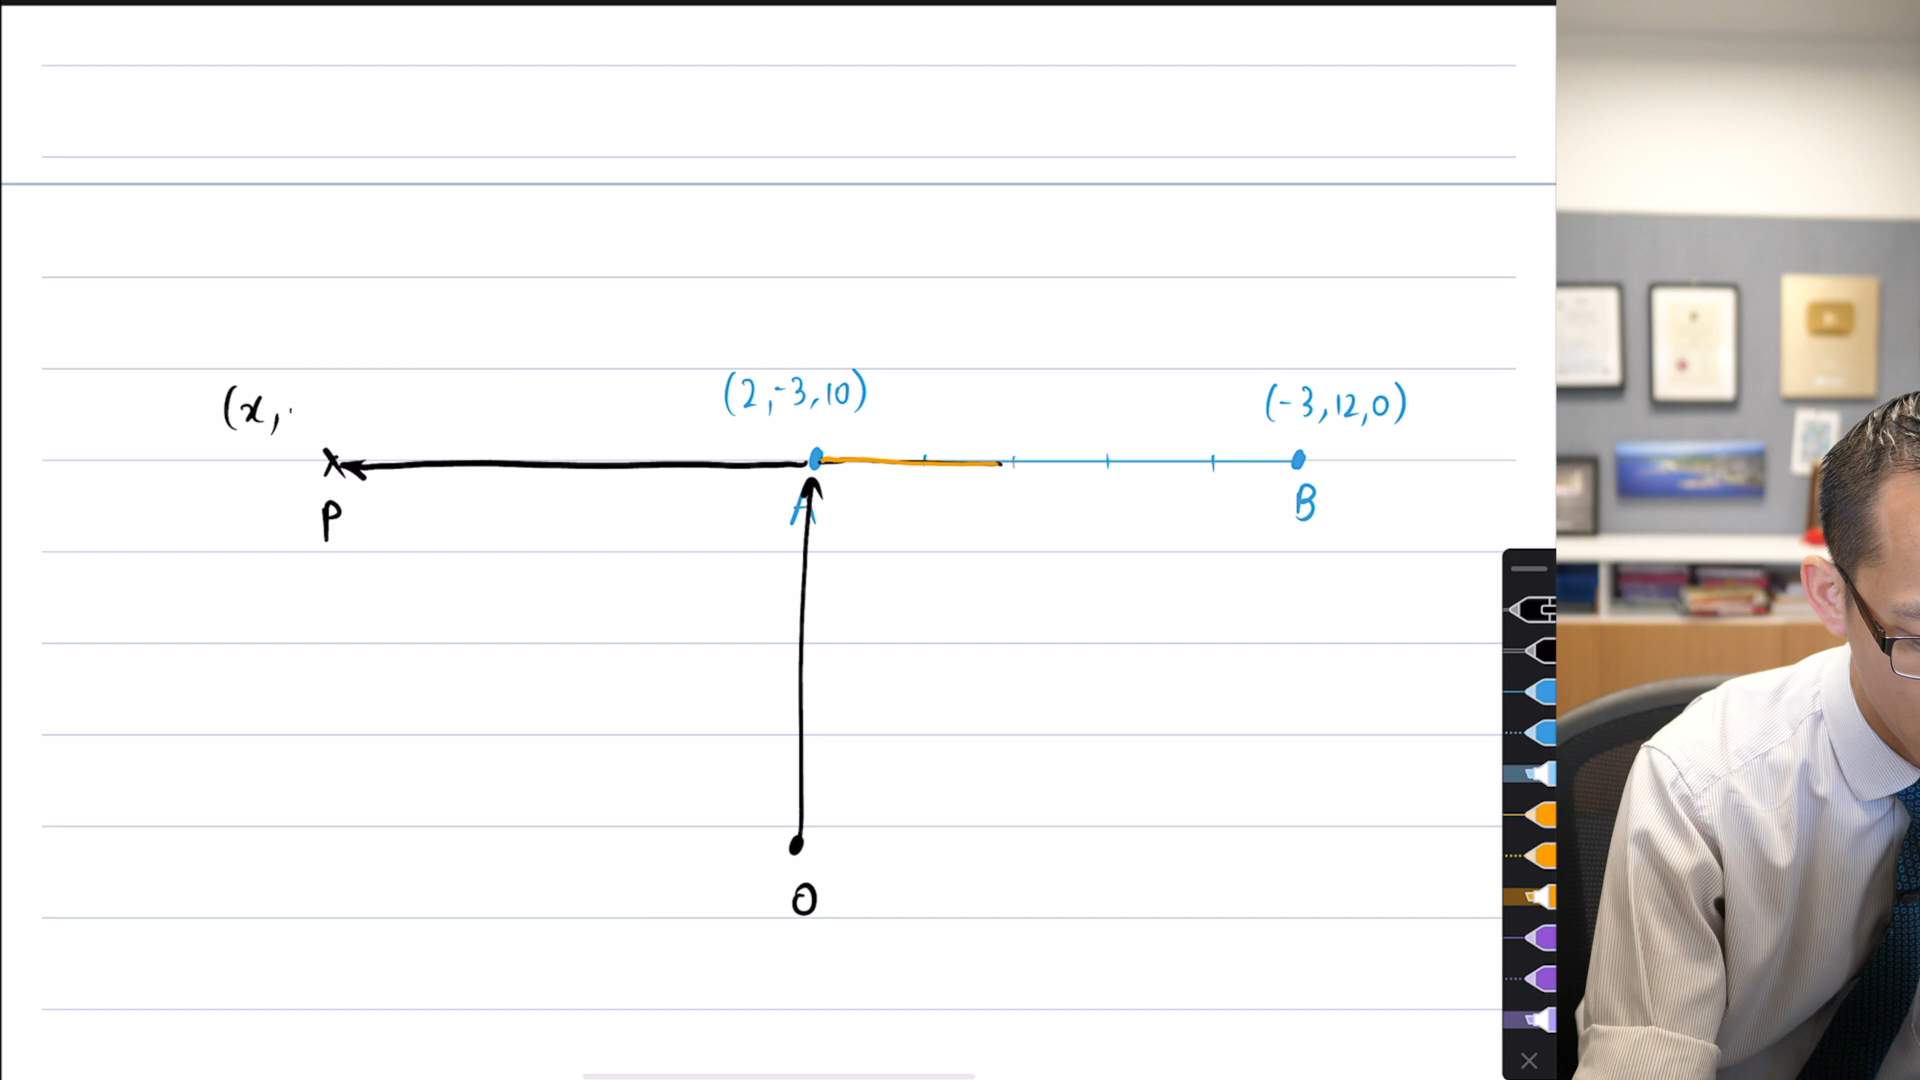 (x,
(2,-3,10)
(-3,12,0)
P
A
B
O